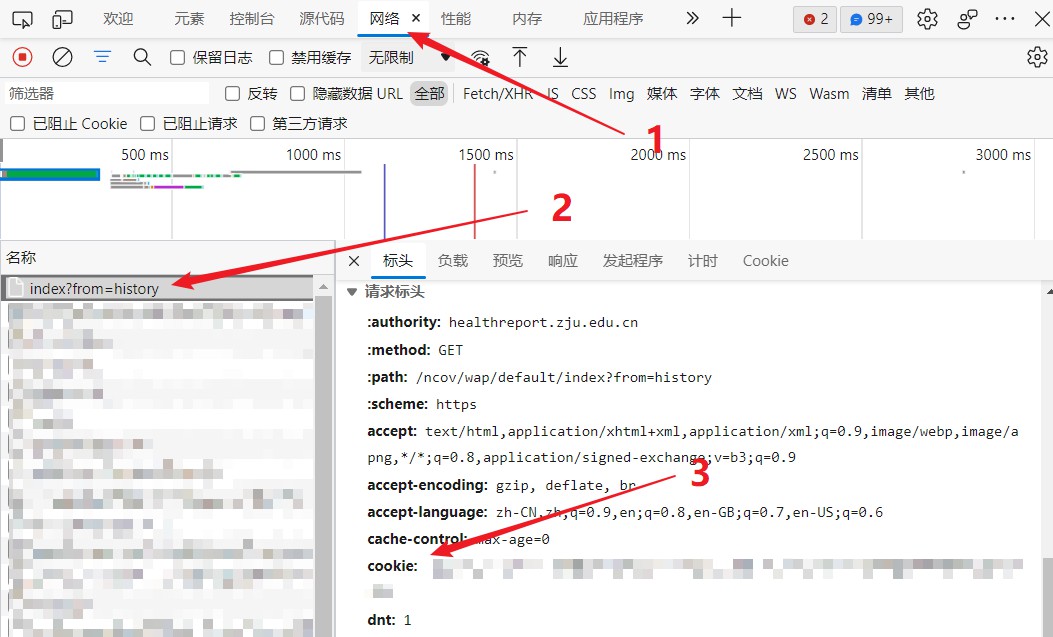 欢迎 元素 控制台 源代码 网络 性能 内存 应用程序 2 99+
保留日志 禁用缓存 无限制
筛选器 反转 隐藏数据 URL 全部 Fetch/XHR JS CSS Img 媒体 字体 文档 WS Wasm 清单 其他
已阻止 Cookie 已阻止请求 第三方请求
1
500 ms 1000 ms 1500 ms 2000 ms 2500 ms 3000 ms
2
名称 标头 负载 预览 响应 发起程序 计时 Cookie
index?from=history
请求标头
:authority: healthreport.zju.edu.cn
:method: GET
:path: /ncov/wap/default/index?from=history
:scheme: https
accept: text/html,application/xhtml+xml,application/xml;q=0.9,image/webp,image/a
png,*/*;q=0.8,application/signed-exchange;v=b3;q=0.9
3
accept-encoding: gzip, deflate, br
accept-language: zh-CN,zh;q=0.9,en;q=0.8,en-GB;q=0.7,en-US;q=0.6
cache-control: max-age=0
cookie:
dnt: 1